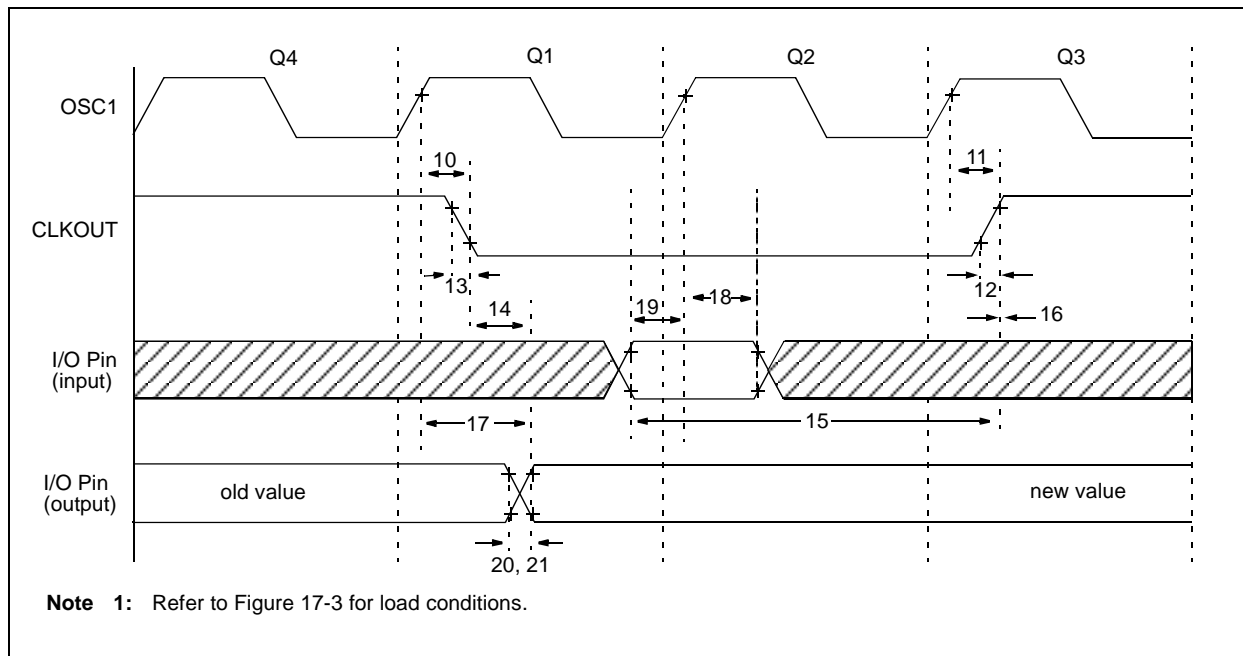 Q4 Q1 Q2 Q3
OSC1
10 11
CLKOUT
13 12
14 19 18 16
I/O Pin
(input)
17 15
I/O Pin
(output)
old value new value
20, 21
Note 1: Refer to Figure 17-3 for load conditions.